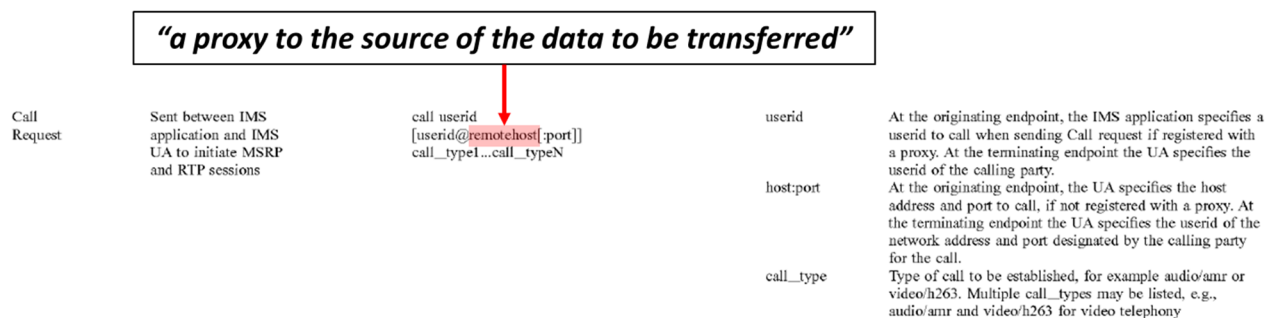 “a proxy to the source of the data to be transferred”
Call Request
Sent between IMS
application and IMS
UA to initiate MSRP
and RTP sessions
call userid
[userid@remotehost[:port]]
call_type1...call_typeN
userid
At the originating endpoint, the IMS application specifies a
userid to call when sending Call request if registered with
a proxy. At the terminating endpoint the UA specifies the
userid of the calling party.
host:port
At the originating endpoint, the UA specifies the host
address and port to call, if not registered with a proxy. At
the terminating endpoint the UA specifies the userid of the
network address and port designated by the calling party
for the call.
call_type
Type of call to be established, for example audio/amr or
video/h263. Multiple call_types may be listed, e.g.,
audio/amr and video/h263 for video telephony